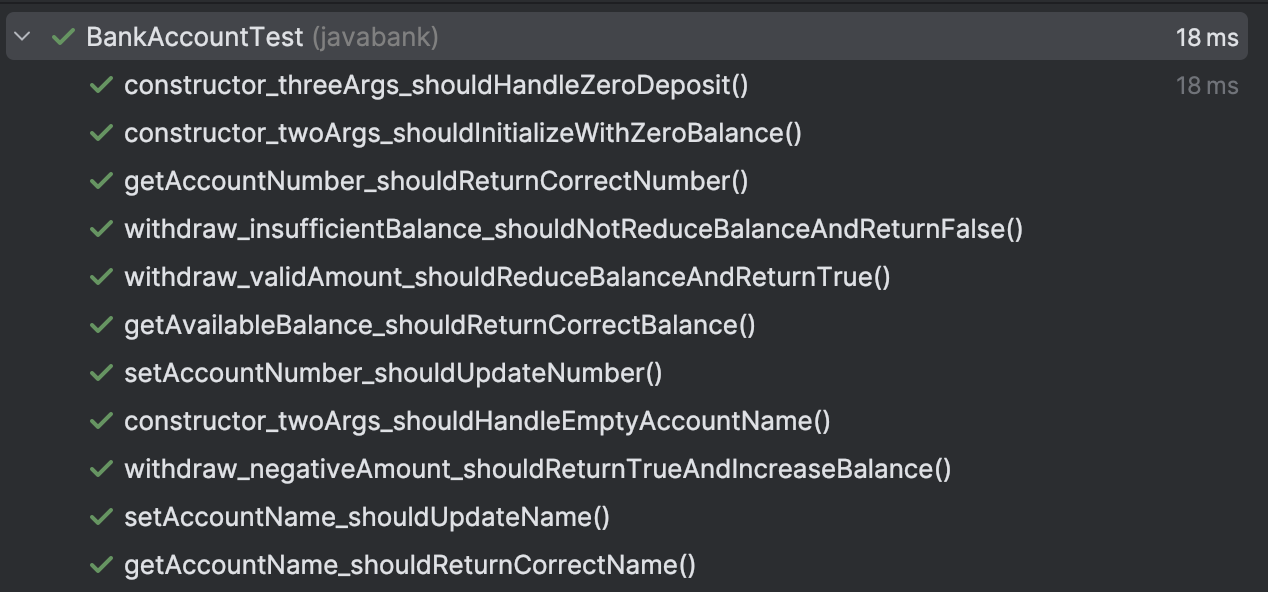 BankAccountTest (javabank) 18 ms
constructor_threeArgs_shouldHandleZeroDeposit() 18 ms
constructor_twoArgs_shouldInitializeWithZeroBalance()
getAccountNumber_shouldReturnCorrectNumber()
withdraw_insufficientBalance_shouldNotReduceBalanceAndReturnFalse()
withdraw_validAmount_shouldReduceBalanceAndReturnTrue()
getAvailableBalance_shouldReturnCorrectBalance()
setAccountNumber_shouldUpdateNumber()
constructor_twoArgs_shouldHandleEmptyAccountName()
withdraw_negativeAmount_shouldReturnTrueAndIncreaseBalance()
setAccountName_shouldUpdateName()
getAccountName_shouldReturnCorrectName()